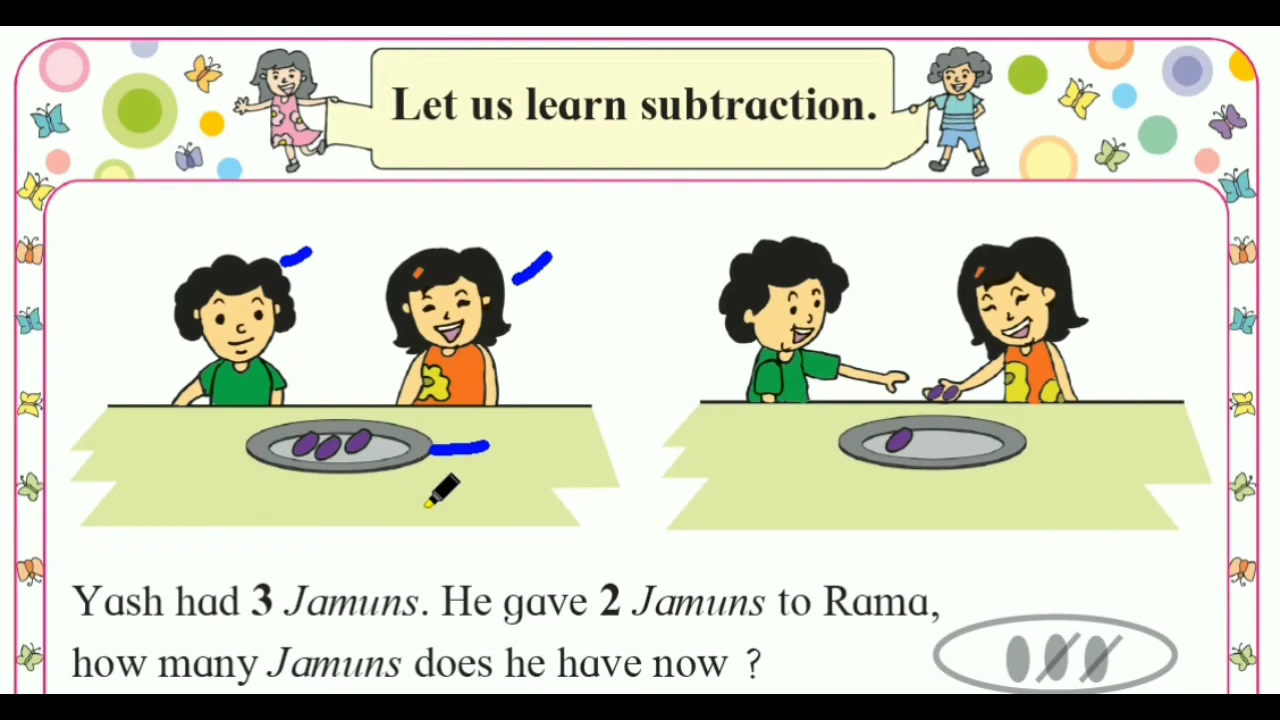 Let us learn subtraction.
Yash had 3 Jamuns. He gave 2 Jamuns to Rama,
how many Jamuns does he have now ?